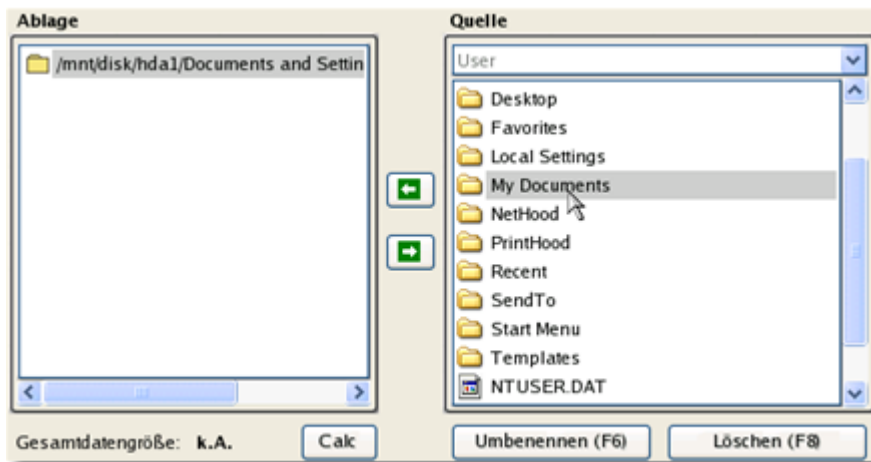 Ablage
/mnt/disk/hda1/Documents and Settin
Gesamtdatengröße: k.A.
Calc
Quelle
User
Desktop
Favorites
Local Settings
My Documents
NetHood
PrintHood
Recent
SendTo
Start Menu
Templates
NTUSER.DAT
Umbenennen (F6)
Löschen (F8)